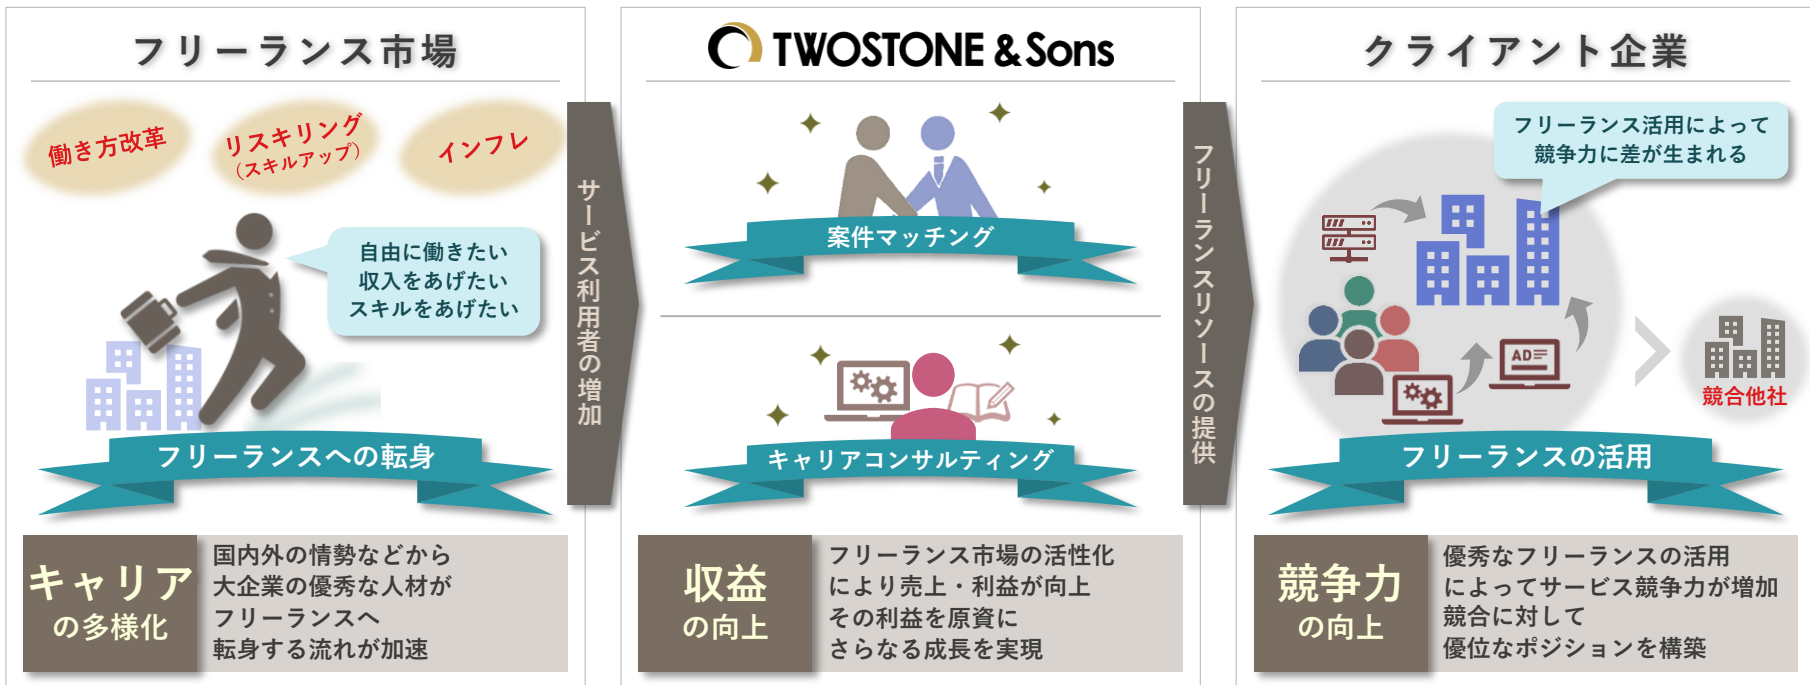 フリーランス市場
働き方改革
リスキリング
（スキルアップ）
インフレ
自由に働きたい
収入をあげたい
スキルをあげたい
フリーランスへの転身
キャリア
の多様化
国内外の情勢などから
大企業の優秀な人材が
フリーランスへ
転身する流れが加速
サービス利用者の増加
TWOSTONE & Sons
案件マッチング
キャリアコンサルティング
収益
の向上
フリーランス市場の活性化
により売上・利益が向上
その利益を原資に
さらなる成長を実現
フリーランスリソースの提供
クライアント企業
フリーランス活用によって
競争力に差が生まれる
AD
競合他社
フリーランスの活用
競争力
の向上
優秀なフリーランスの活用
によってサービス競争力が増加
競合に対して
優位なポジションを構築